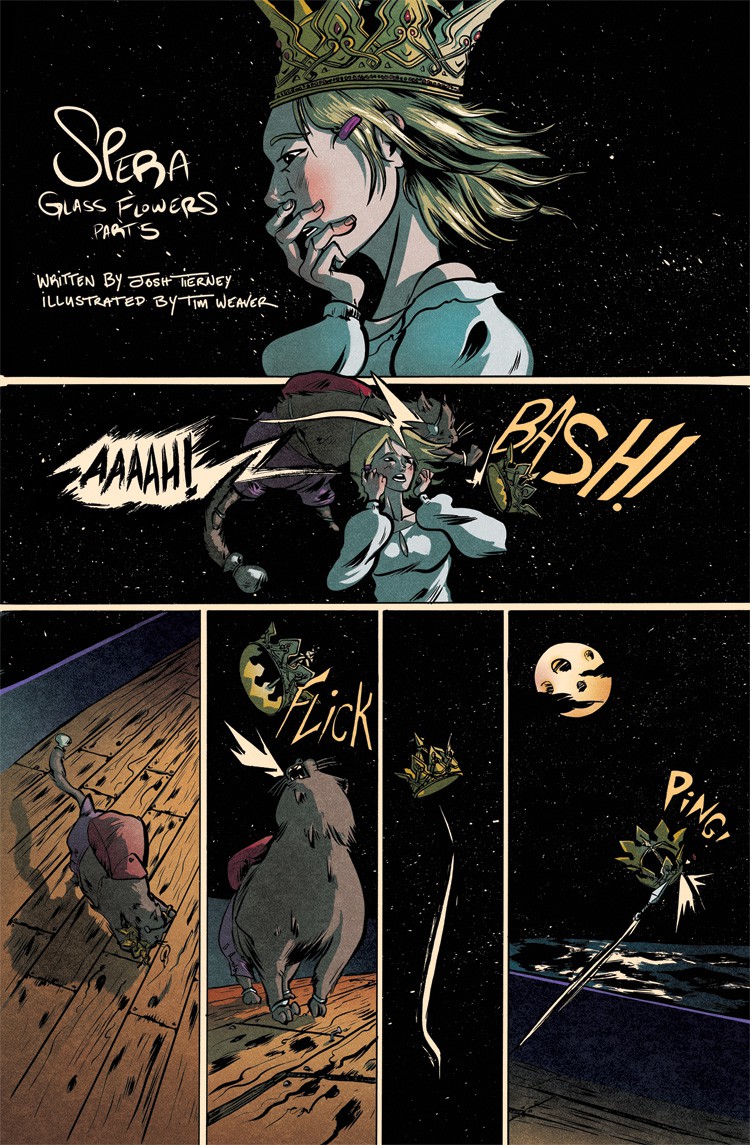 SPERA
GLASS FLOWERS
PART 5
WRITTEN BY JOSH TIERNEY
ILLUSTRATED BY TIM WEAVER
AAAAH!
BASH!
FLICK
PING!